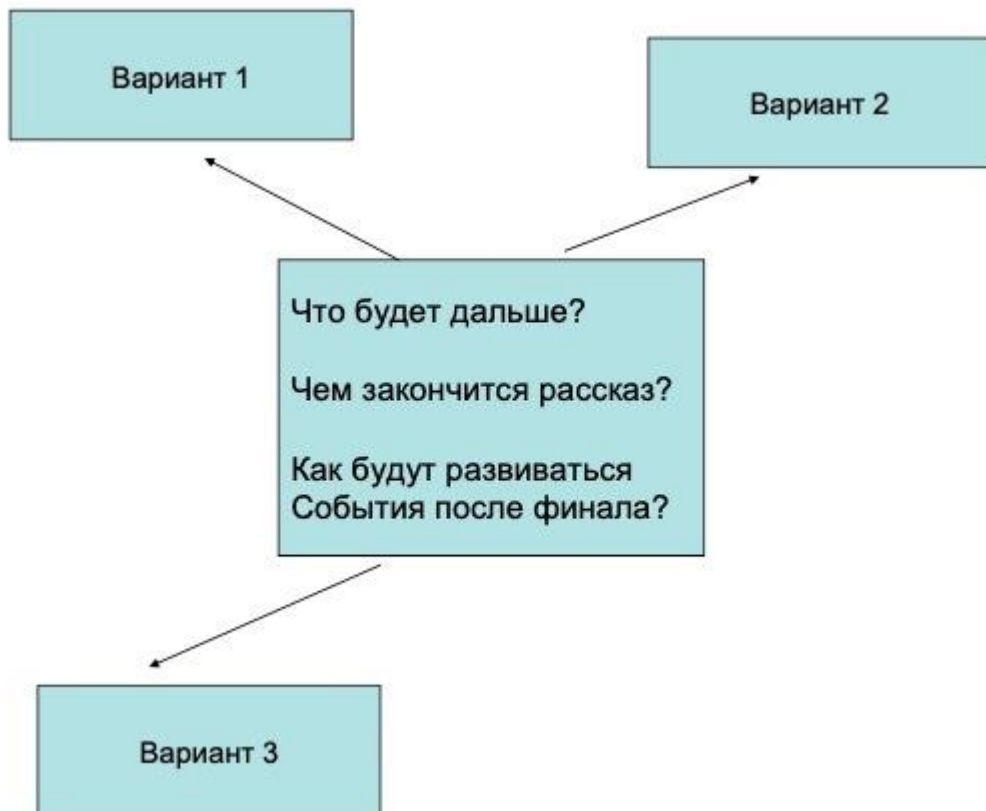 Вариант 1
Вариант 2
Что будет дальше?
Чем закончится рассказ?
Как будут развиваться
События после финала?
Вариант 3